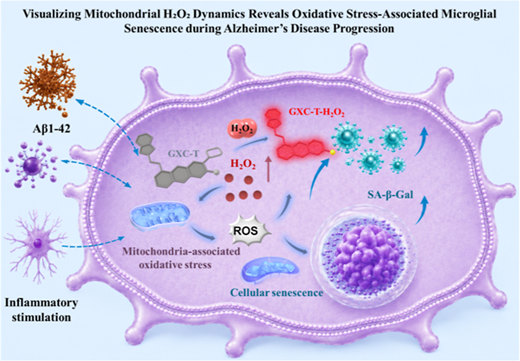 Visualizing Mitochondrial H₂O₂ Dynamics Reveals Oxidative Stress-Associated Microglial
Senescence during Alzheimer's Disease Progression
Aβ1-42
GXC-T
H₂O₂
GXC-T-H₂O₂
H₂O₂
SA-β-Gal
ROS
Mitochondria-associated
oxidative stress
Cellular senescence
Inflammatory
stimulation